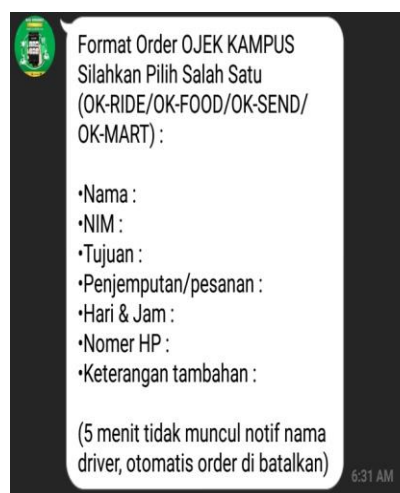 Format Order OJEK KAMPUS
Silahkan Pilih Salah Satu
(OK-RIDE/OK-FOOD/OK-SEND/
OK-MART) :
•Nama :
•NIM :
•Tujuan :
•Penjemputan/pesanan :
•Hari & Jam :
•Nomer HP :
•Keterangan tambahan :
(5 menit tidak muncul notif nama
driver, otomatis order di batalkan)
6:31 AM